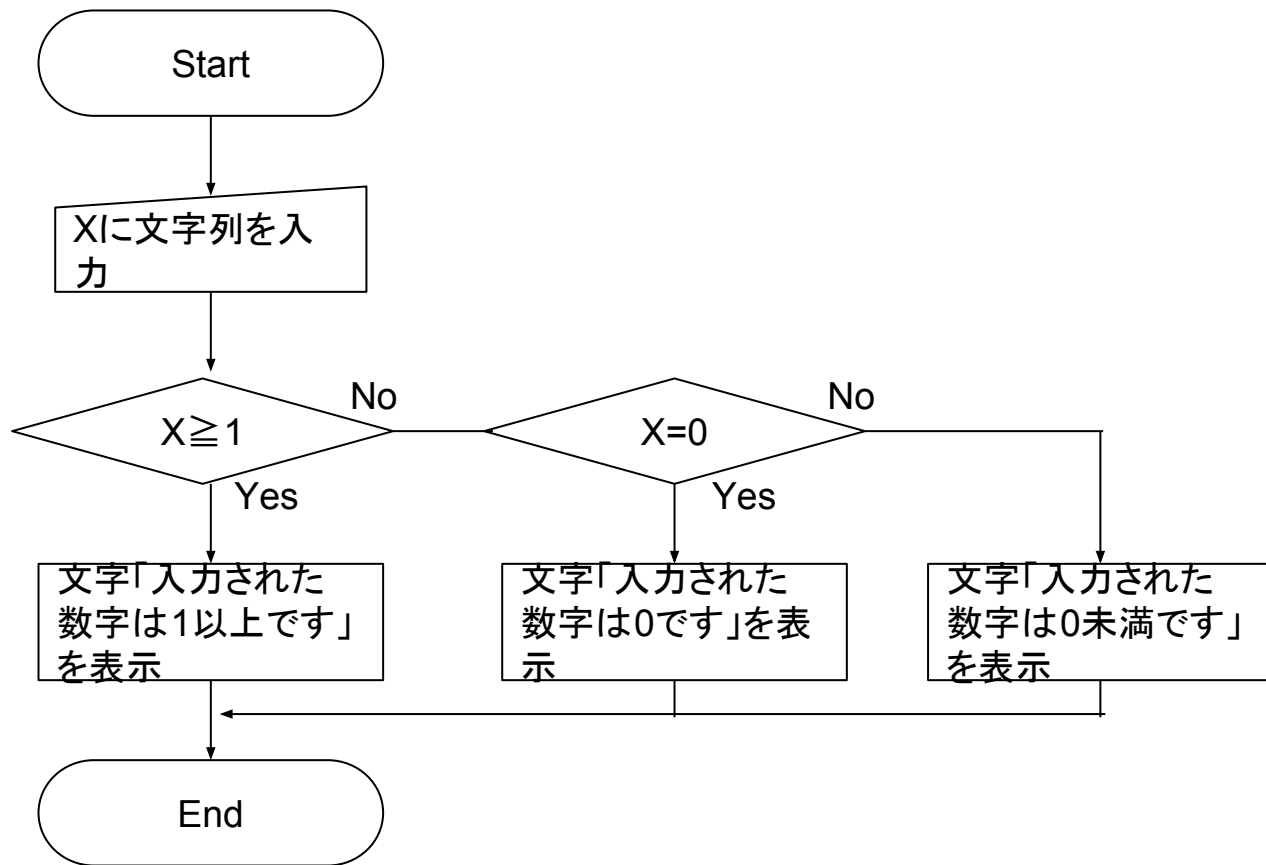 Start
Xに文字列を入
力
X≧1
No
X=0
No
Yes
Yes
文字「入力された
数字は1以上です」
を表示
文字「入力された
数字は0です」を表
示
文字「入力された
数字は0未満です」
を表示
End